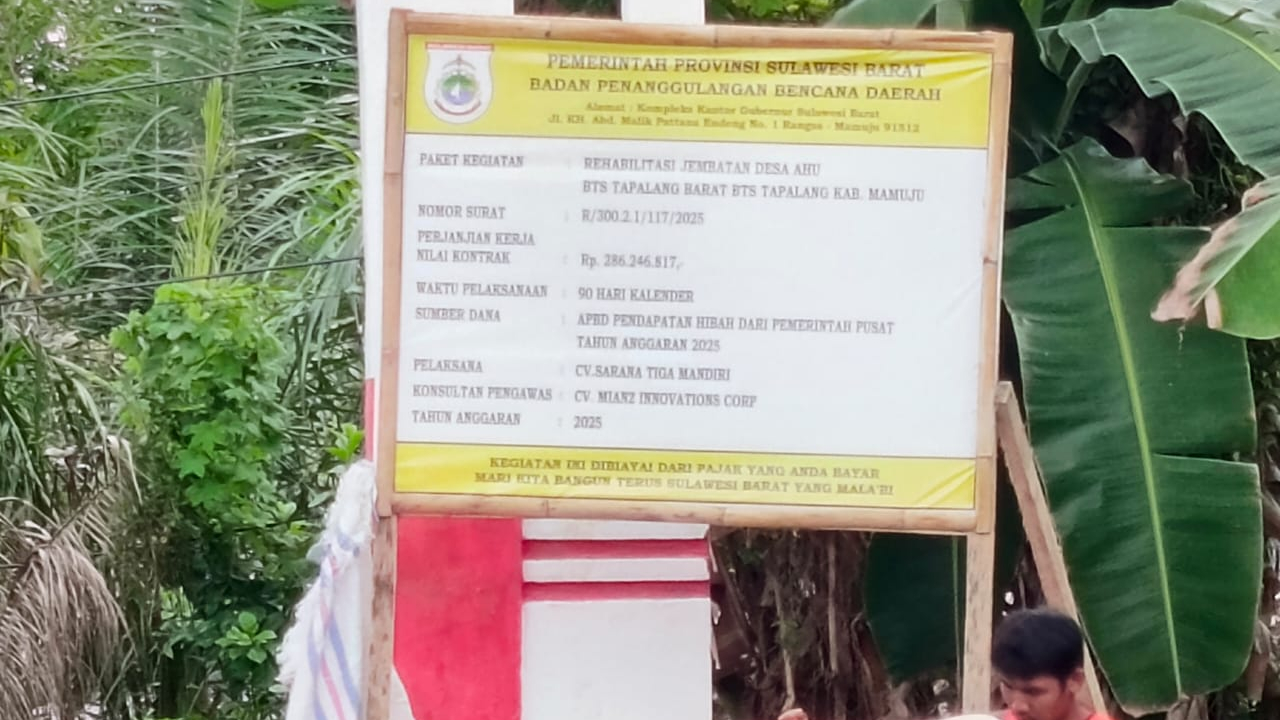 SULAWESI BARAT
PEMERINTAH PROVINSI SULAWESI BARAT
BADAN PENANGGULANGAN BENCANA DAERAH
Alamat : Kompleks Kantor Gubernur Sulawesi Barat
Jl. KH. Abd. Malik Pattana Endeng No. 1 Rangas - Mamuju 91512
PAKET KEGIATAN : REHABILITASI JEMBATAN DESA AHU
BTS TAPALANG BARAT BTS TAPALANG KAB. MAMUJU
NOMOR SURAT : R/300.2.1/117/2025
PERJANJIAN KERJA
NILAI KONTRAK : Rp. 286.246.817,-
WAKTU PELAKSANAAN : 90 HARI KALENDER
SUMBER DANA : APBD PENDAPATAN HIBAH DARI PEMERINTAH PUSAT
TAHUN ANGGARAN 2025
PELAKSANA : CV.SARANA TIGA MANDIRI
KONSULTAN PENGAWAS : CV. MIANZ INNOVATIONS CORP
TAHUN ANGGARAN : 2025
KEGIATAN INI DIBIAYAI DARI PAJAK YANG ANDA BAYAR
MARI KITA BANGUN TERUS SULAWESI BARAT YANG MALA'BI